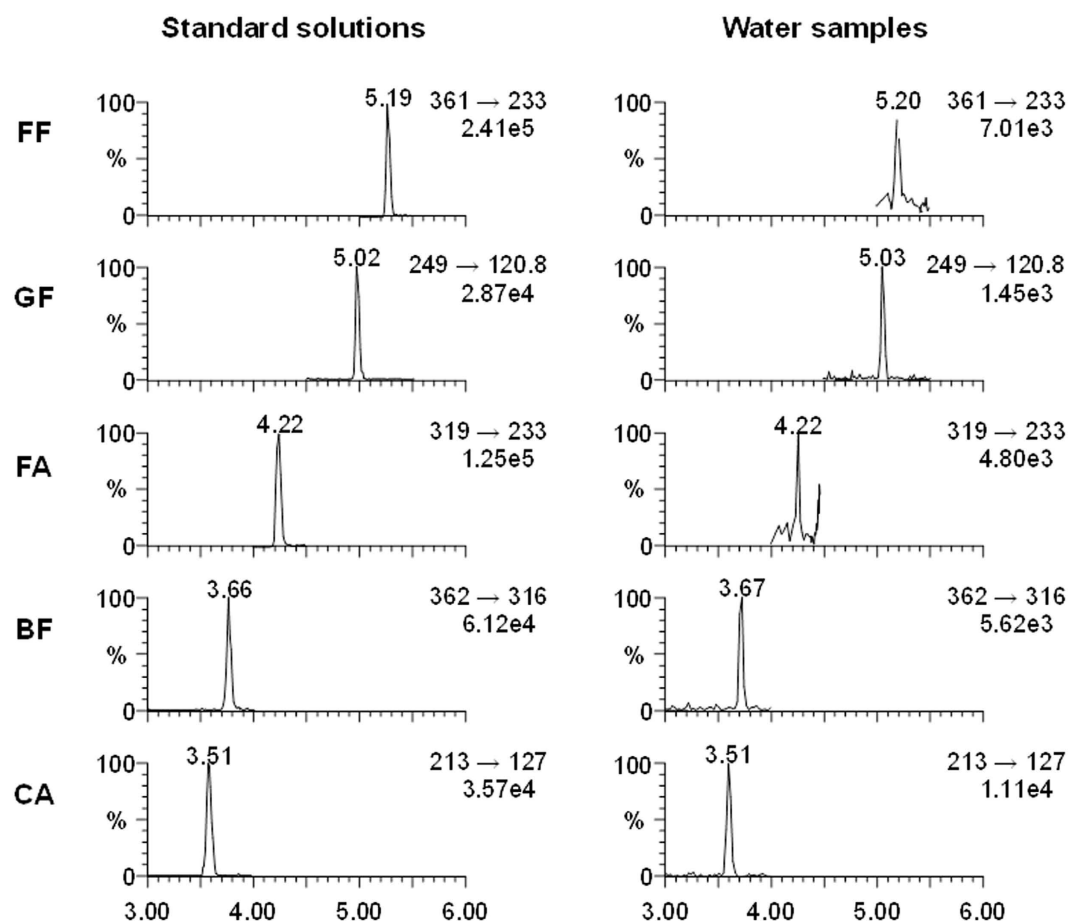 Standard solutions
Water samples
FF
100
%
0
5.19
361 → 233
2.41e5
100
%
0
5.20
361 → 233
7.01e3
GF
100
%
0
5.02
249 → 120.8
2.87e4
100
%
0
5.03
249 → 120.8
1.45e3
FA
100
%
0
4.22
319 → 233
1.25e5
100
%
0
4.22
319 → 233
4.80e3
BF
100
%
0
3.66
362 → 316
6.12e4
100
%
0
3.67
362 → 316
5.62e3
CA
100
%
0
3.51
213 → 127
3.57e4
100
%
0
3.51
213 → 127
1.11e4
3.00 4.00 5.00 6.00
3.00 4.00 5.00 6.00